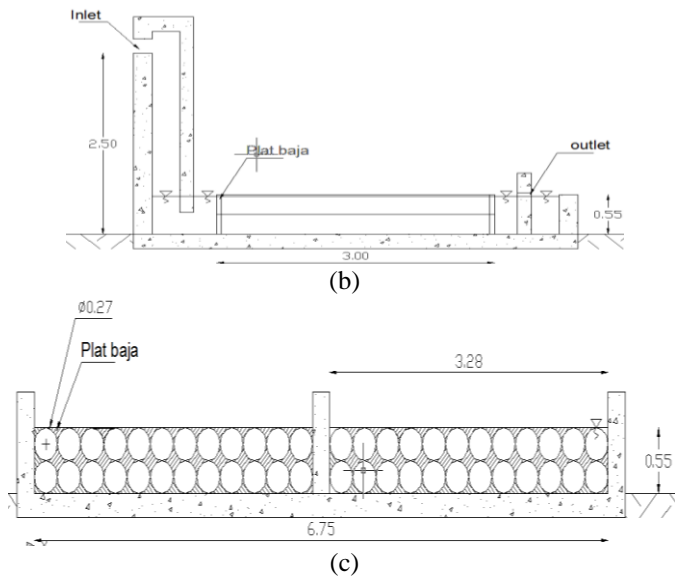 Inlet
2.50
Plat baja
outlet
0.55
3.00
(b)
ø0.27
Plat baja
3.28
0.55
6.75
(c)